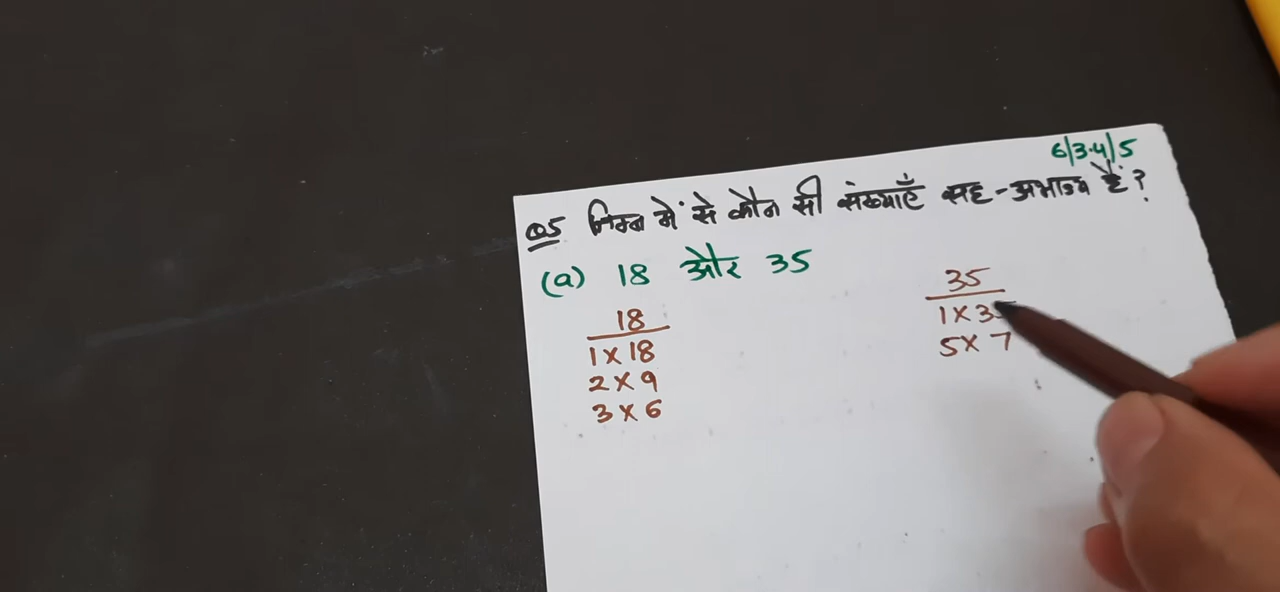 6/3.4/5
Q5 निम्न में से कौन सी संख्याएँ सह-अभाज्य हैं?
(a) 18 और 35
18
1 x 18
2 x 9
3 x 6
35
1 x 35
5 x 7